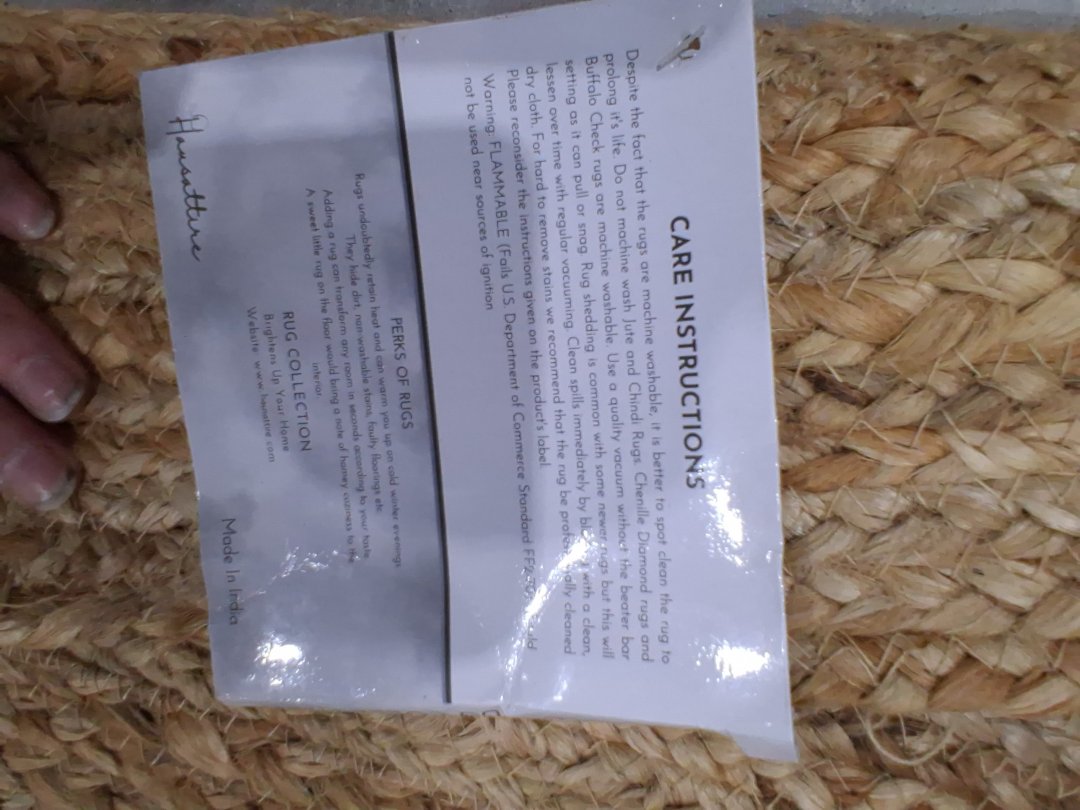 CARE INSTRUCTIONS
Despite the fact that the rugs are machine washable, it is better to spot clean the rug to
prolong it's life. Do not machine wash Jute and Chindi Rugs. Chenille Diamond rugs and
Buffalo Check rugs are machine washable. Use a quality vacuum without the beater bar
setting as it can pull or snag. Rug shedding is common with some newer rugs but this will
lessen over time with regular vacuuming. Clean spills immediately by with a clean,
dry cloth. For hard to remove stains we recommend that the rug be cleaned.
Please reconsider the instructions given on the product's label.
Warning: FLAMMABLE (Fails U.S. Department of Commerce Standard
not be used near sources of ignition
PERKS OF RUGS
Rugs undoubtedly retain heat and can warm you up on cold winter evenings
They hide dirt, non-washable stains, faulty floorings etc.
Adding a rug can transform any room in seconds according to your taste.
A sweet little rug on the floor would bring a note of homey coziness to the
interior.
RUG COLLECTION
Brightens Up Your Home
Website
Made In India